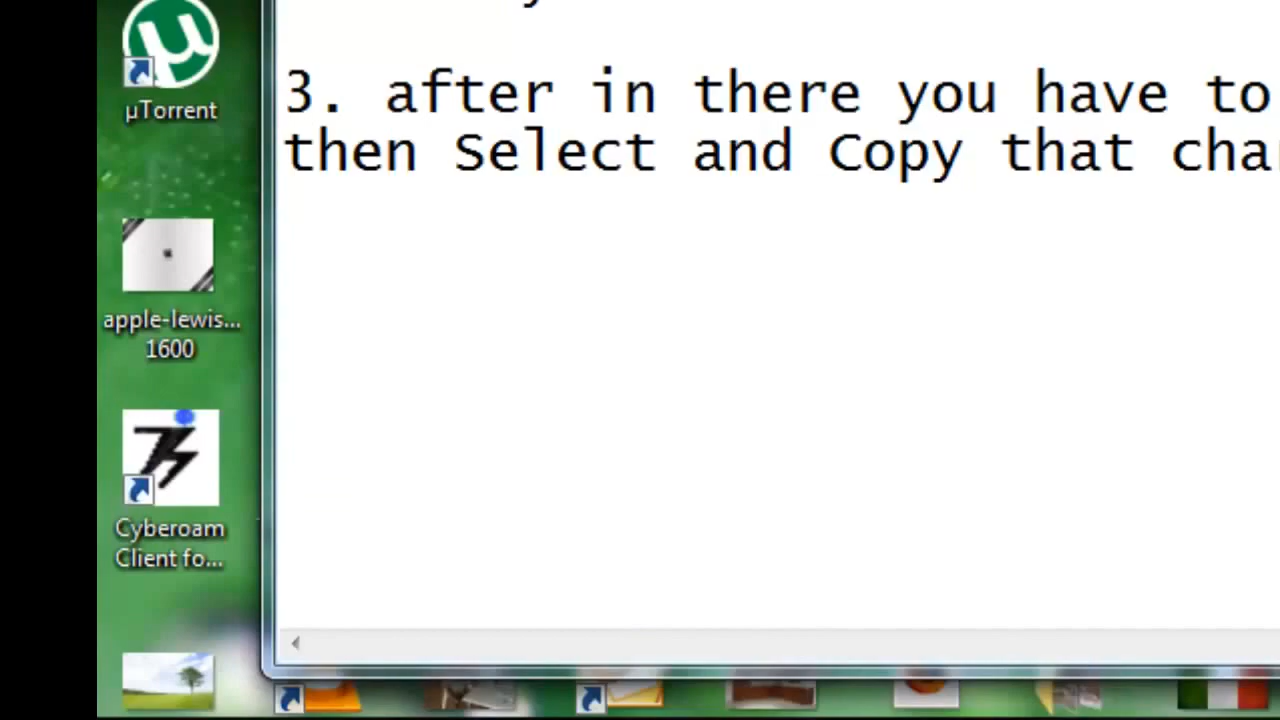 µTorrent
apple-lewis...
1600
Cyberoam
Client fo...
3. after in there you have to
then Select and Copy that